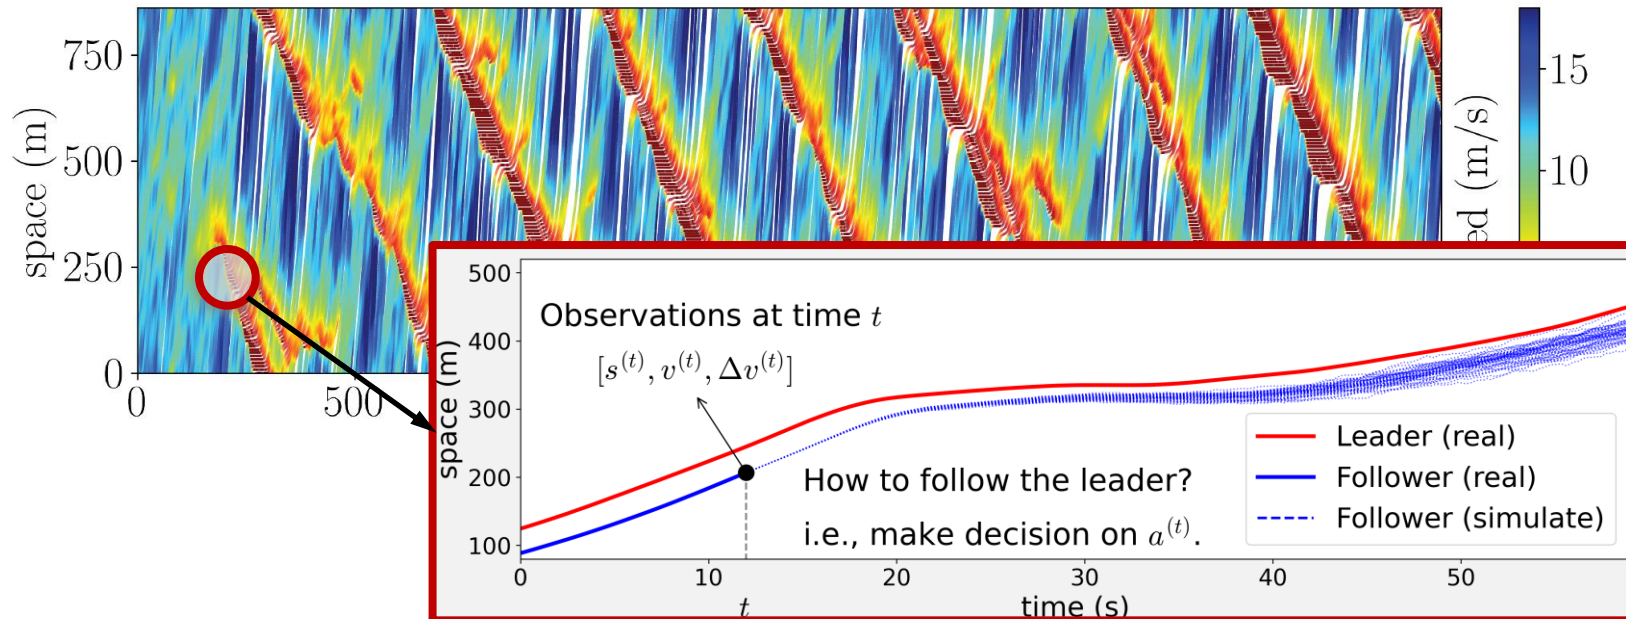 750
500
250
0
space (m)
0
500
15
10
ed (m/s)
500
400
300
200
100
space (m)
Observations at time t
[s^{(t)}, v^{(t)}, Δv^{(t)}]
How to follow the leader?
i.e., make decision on a^{(t)}.
Leader (real)
Follower (real)
Follower (simulate)
0
10
20
30
40
50
t
time (s)